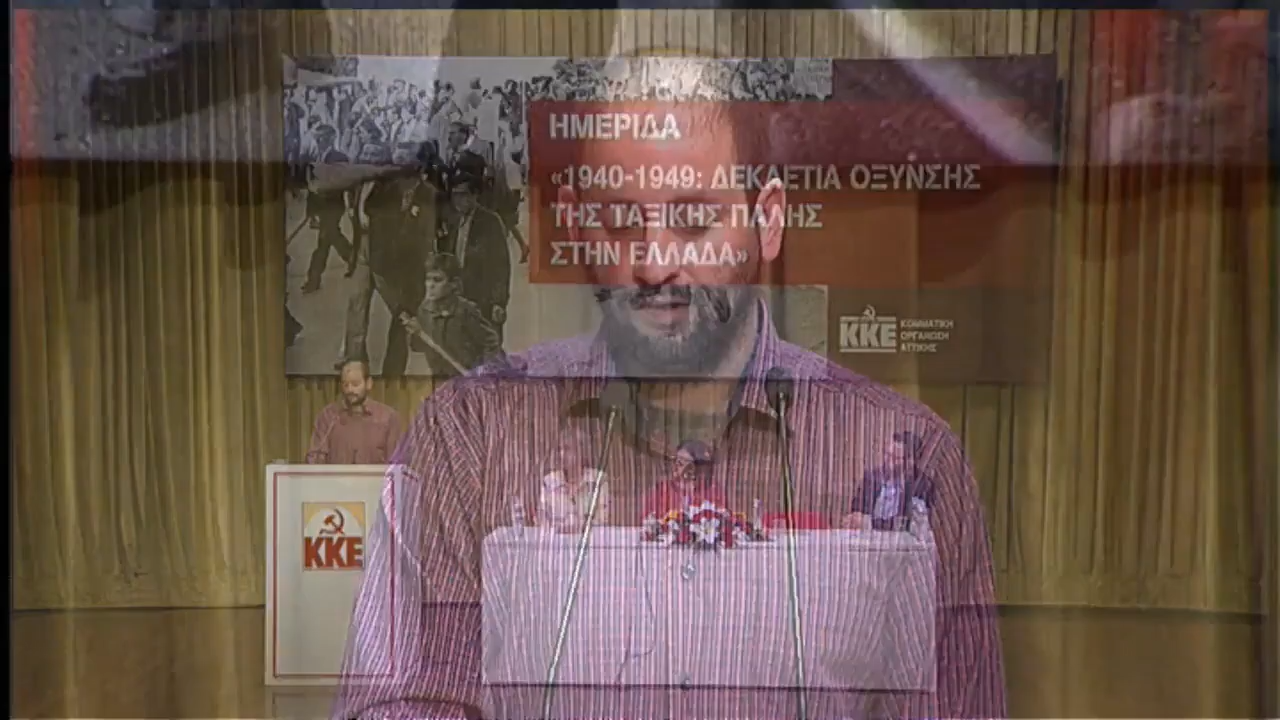 ΗΜΕΡΙΔΑ
«1940-1949: ΔΕΚΑΕΤΙΑ ΟΞΥΝΣΗΣ
ΤΗΣ ΤΑΞΙΚΗΣ ΠΑΛΗΣ
ΣΤΗΝ ΕΛΛΑΔΑ»
ΚΚΕ
ΚΟΜΜΑΤΙΚΗ
ΟΡΓΑΝΩΣΗ
ΑΤΤΙΚΗΣ
ΚΚΕ